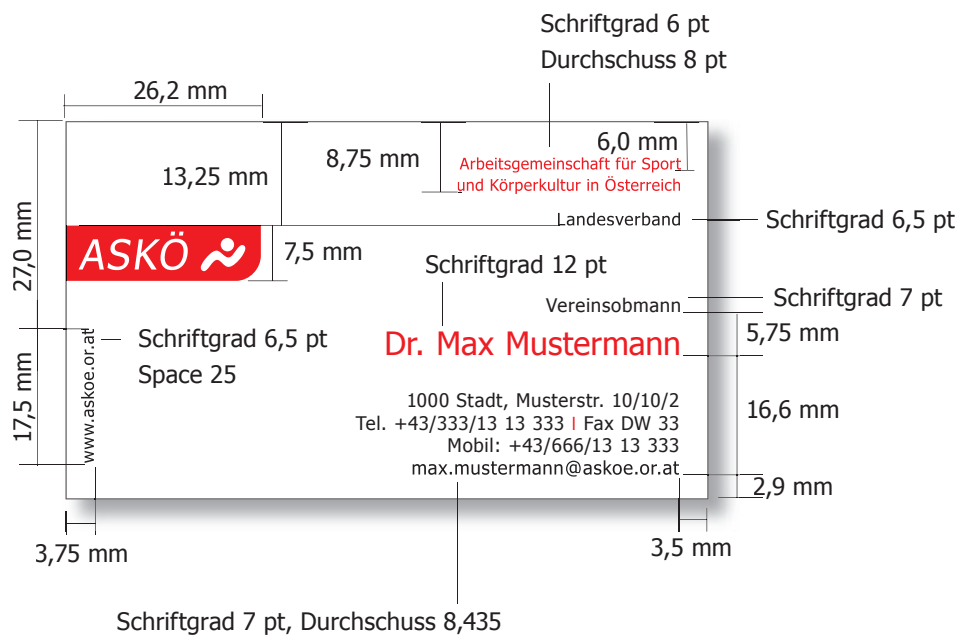 Schriftgrad 6 pt
Durchschuss 8 pt
26,2 mm
6,0 mm
8,75 mm
Arbeitsgemeinschaft für Sport
und Körperkultur in Österreich
13,25 mm
Landesverband
Schriftgrad 6,5 pt
27,0 mm
ASKÖ
7,5 mm
Schriftgrad 12 pt
Vereinsobmann
Schriftgrad 7 pt
5,75 mm
Schriftgrad 6,5 pt
Space 25
Dr. Max Mustermann
17,5 mm
www.askoe.or.at
1000 Stadt, Musterstr. 10/10/2
Tel. +43/333/13 13 333 I Fax DW 33
Mobil: +43/666/13 13 333
max.mustermann@askoe.or.at
16,6 mm
2,9 mm
3,75 mm
3,5 mm
Schriftgrad 7 pt, Durchschuss 8,435